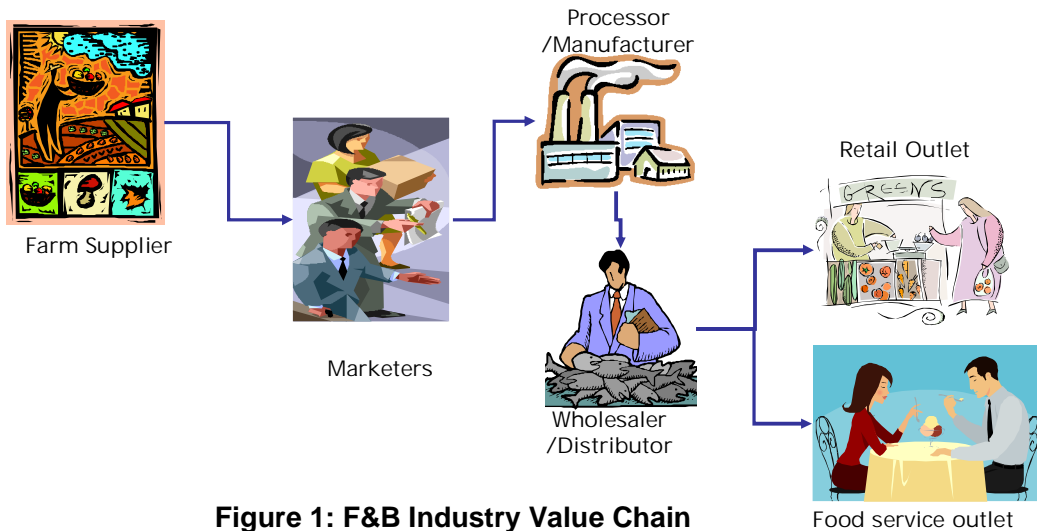 Processor
/Manufacturer
Retail Outlet
GREENS
Farm Supplier
Marketers
Wholesaler
/Distributor
Figure 1: F&B Industry Value Chain
Food service outlet